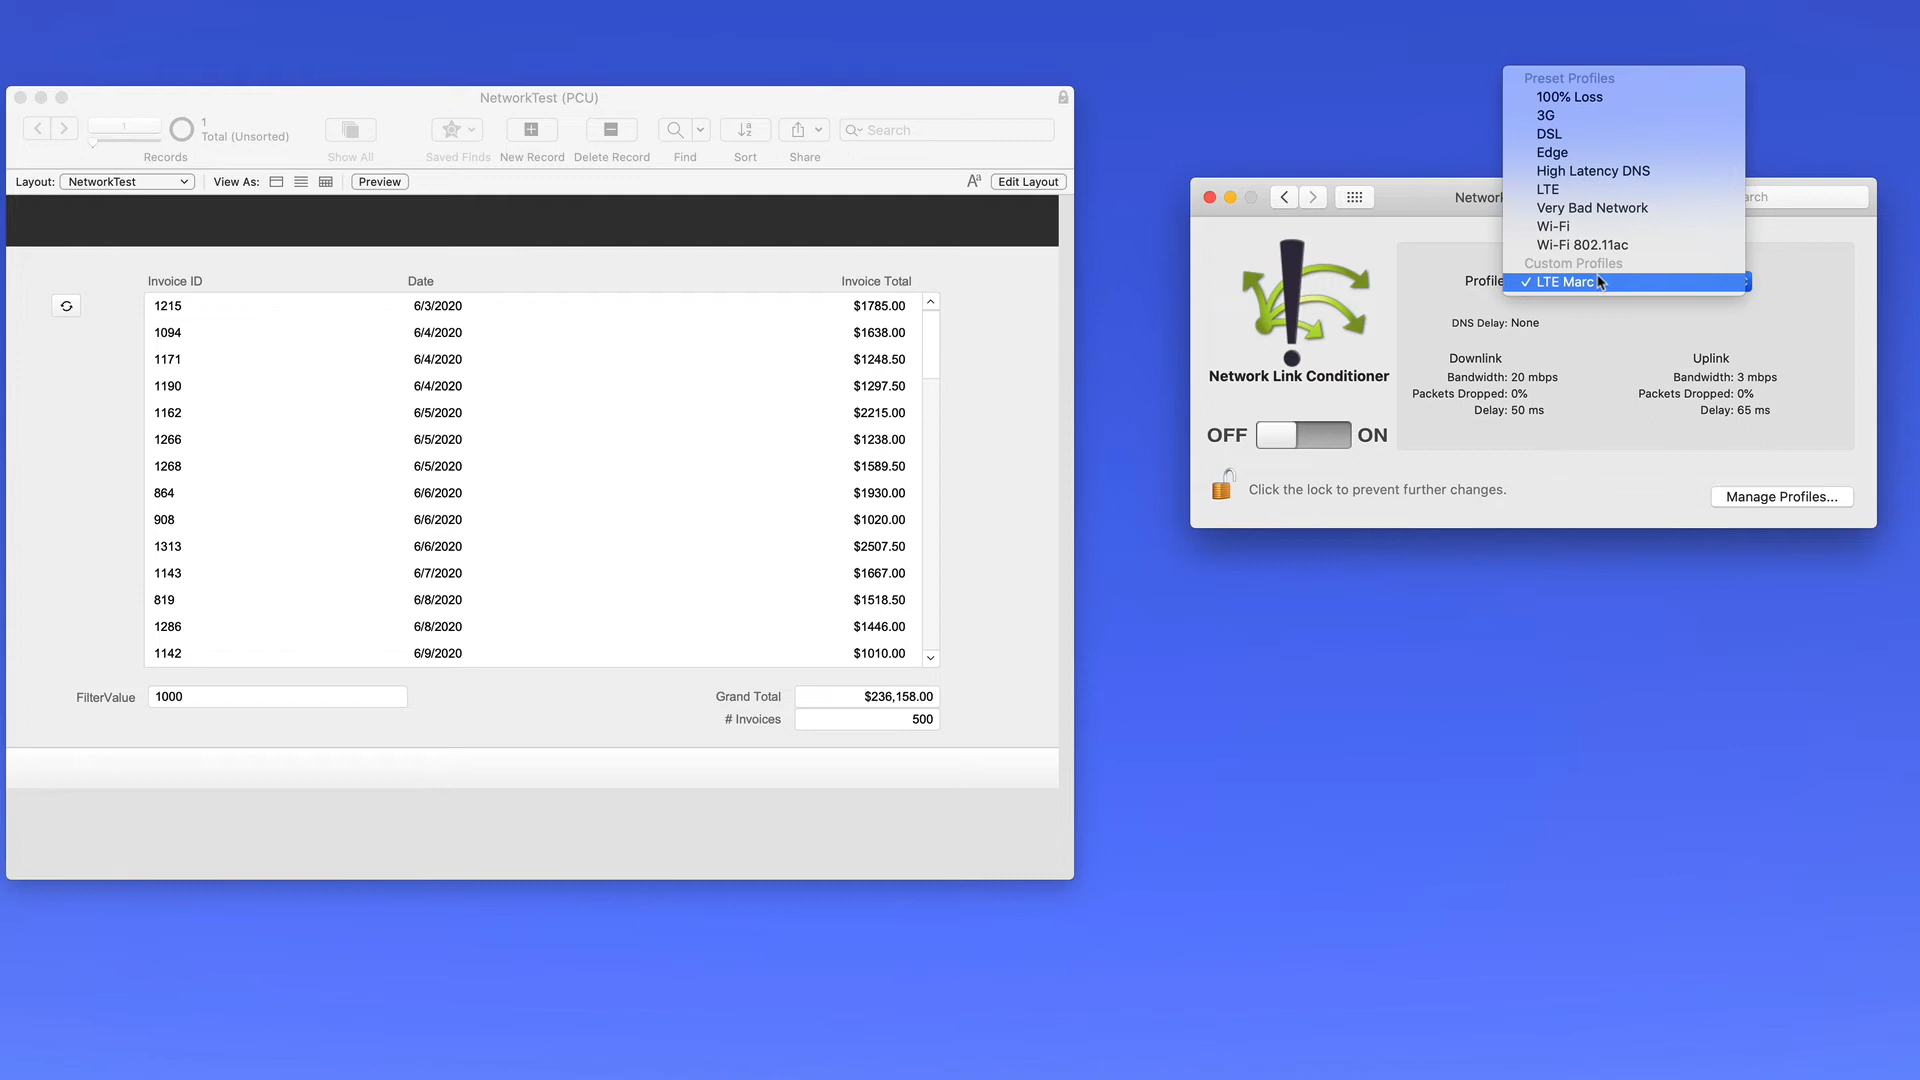 NetworkTest (PCU)
1
1
Total (Unsorted)
Records
Show All
Saved Finds
New Record
Delete Record
Find
Sort
Share
Search
Layout: NetworkTest
View As:
Preview
Aª
Edit Layout
Invoice ID Date Invoice Total
1215 6/3/2020 $1785.00
1094 6/4/2020 $1638.00
1171 6/4/2020 $1248.50
1190 6/4/2020 $1297.50
1162 6/5/2020 $2215.00
1266 6/5/2020 $1238.00
1268 6/5/2020 $1589.50
864 6/6/2020 $1930.00
908 6/6/2020 $1020.00
1313 6/6/2020 $2507.50
1143 6/7/2020 $1667.00
819 6/8/2020 $1518.50
1286 6/8/2020 $1446.00
1142 6/9/2020 $1010.00
FilterValue 1000
Grand Total $236,158.00
# Invoices 500
Preset Profiles
100% Loss
3G
DSL
Edge
High Latency DNS
LTE
Very Bad Network
Wi-Fi
Wi-Fi 802.11ac
Custom Profiles
✓ LTE Marc
Network
arch
Profile
DNS Delay: None
Downlink Uplink
Bandwidth: 20 mbps Bandwidth: 3 mbps
Packets Dropped: 0% Packets Dropped: 0%
Delay: 50 ms Delay: 65 ms
Network Link Conditioner
OFF ON
Click the lock to prevent further changes.
Manage Profiles...